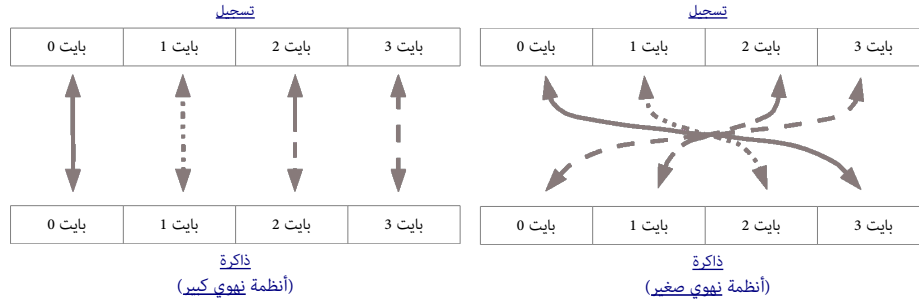 تسجيل
بايت 0
بايت 1
بايت 2
بايت 3
بايت 0
بايت 1
بايت 2
بايت 3
ذاكرة
(أنظمة نهوي كبير)
تسجيل
بايت 0
بايت 1
بايت 2
بايت 3
بايت 0
بايت 1
بايت 2
بايت 3
ذاكرة
(أنظمة نهوي صغير)